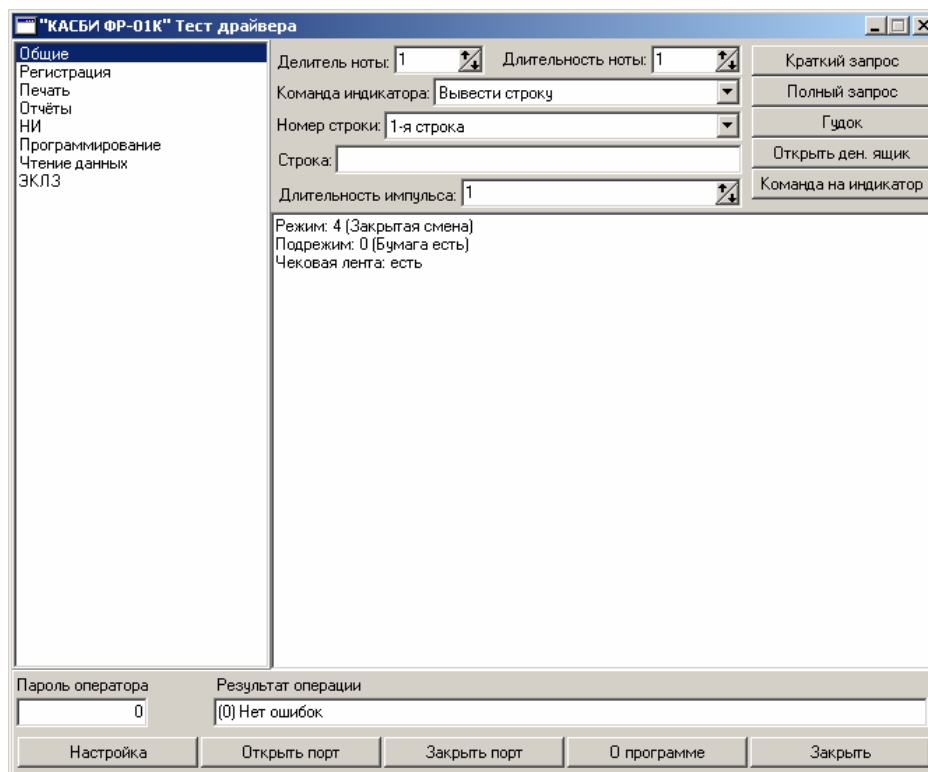 "КАСБИ ФР-01К" Тест драйвера
Общие
Регистрация
Печать
Отчёты
НИ
Программирование
Чтение данных
ЭКЛЗ
Делитель ноты: 1 Длительность ноты: 1
Команда индикатора: Вывести строку
Номер строки: 1-я строка
Строка:
Длительность импульса: 1
Краткий запрос
Полный запрос
Гудок
Открыть ден. ящик
Команда на индикатор
Режим: 4 (Закрытая смена)
Подрежим: 0 (Бумага есть)
Чековая лента: есть
Пароль оператора Результат операции
0 (0) Нет ошибок
Настройка Открыть порт Закрыть порт О программе Закрыть